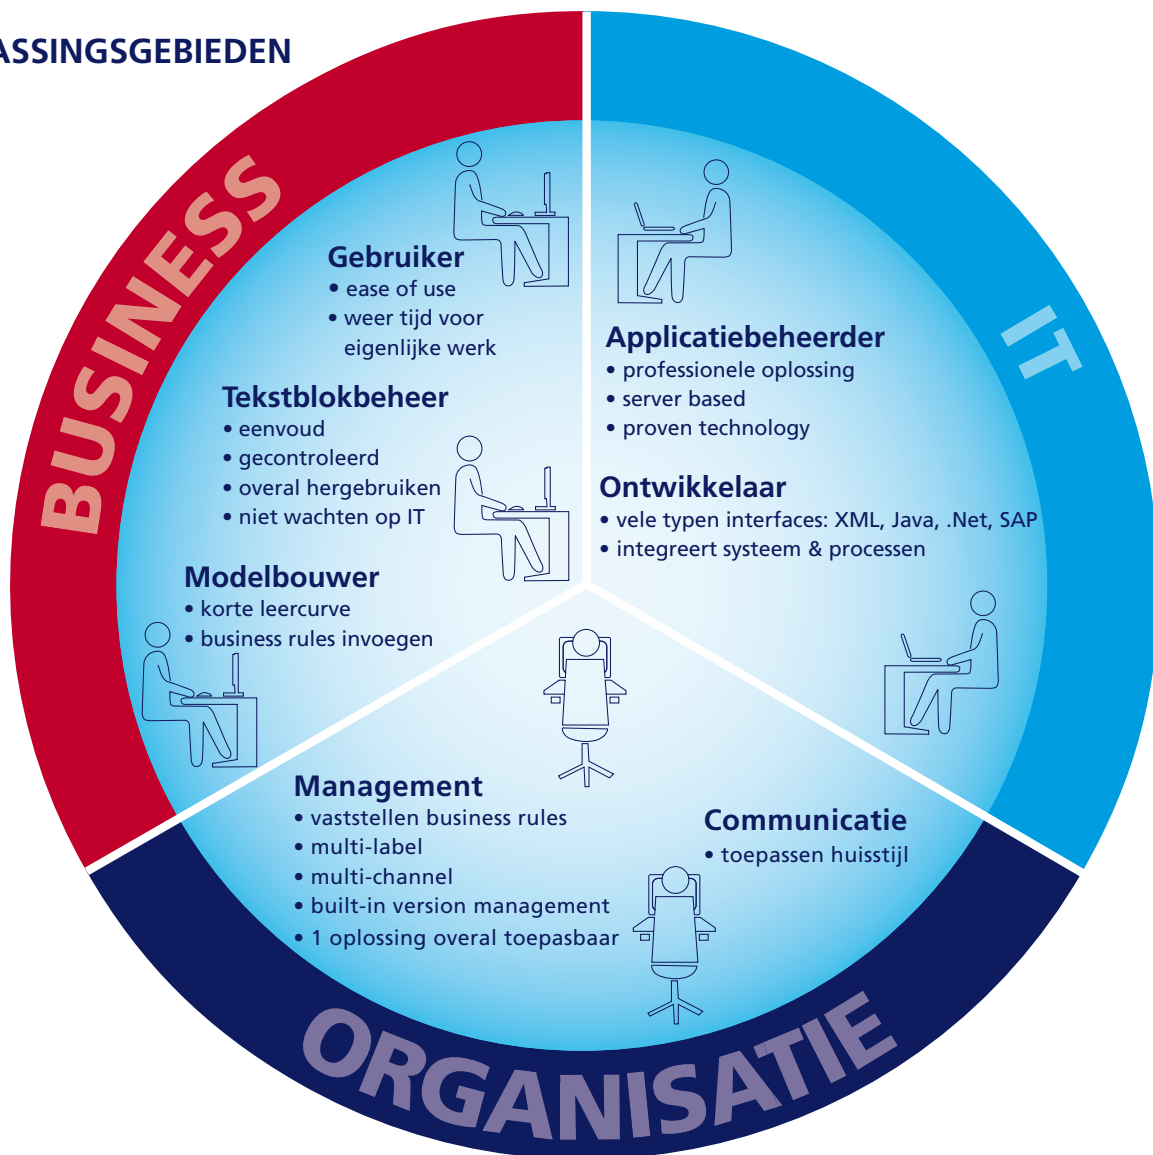 ASSINGSGEBIEDEN
BUSINESS
Gebruiker
• ease of use
• weer tijd voor
eigenlijke werk
Tekstblokbeheer
• eenvoud
• gecontroleerd
• overal hergebruiken
• niet wachten op IT
Modelbouwer
• korte leercurve
• business rules invoegen
IT
Applicatiebeheerder
• professionele oplossing
• server based
• proven technology
Ontwikkelaar
• vele typen interfaces: XML, Java, .Net, SAP
• integreert systeem & processen
Management
• vaststellen business rules
• multi-label
• multi-channel
• built-in version management
• 1 oplossing overal toepasbaar
Communicatie
• toepassen huisstijl
ORGANISATIE